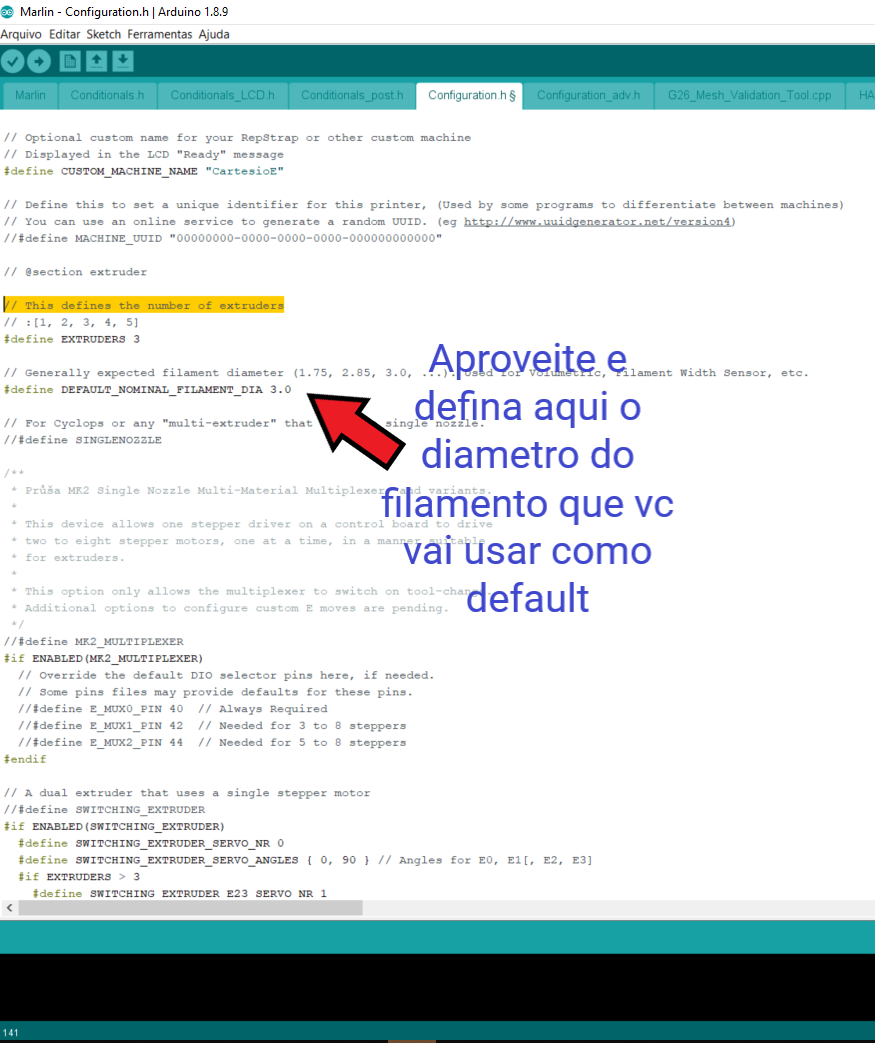 Marlin - Configuration.h | Arduino 1.8.9
Arquivo Editar Sketch Ferramentas Ajuda
Marlin Conditionals.h Conditionals_LCD.h Conditionals_post.h Configuration.h § Configuration_adv.h G26_Mesh_Validation_Tool.cpp HA
// Optional custom name for your RepStrap or other custom machine
// Displayed in the LCD "Ready" message
#define CUSTOM_MACHINE_NAME "CartesioE"
// Define this to set a unique identifier for this printer, (Used by some programs to differentiate between machines)
// You can use an online service to generate a random UUID. (eg http://www.uuidgenerator.net/version4)
//#define MACHINE_UUID "00000000-0000-0000-0000-000000000000"
// @section extruder
// This defines the number of extruders
// :[1, 2, 3, 4, 5]
#define EXTRUDERS 3
// Generally expected filament diameter (1.75, 2.85, 3.0, ...). Used for Volumetric, Filament Width Sensor, etc.
#define DEFAULT_NOMINAL_FILAMENT_DIA 3.0
// For Cyclops or any "multi-extruder" that single nozzle.
//#define SINGLENOZZLE
/**
* Průša MK2 Single Nozzle Multi-Material Multiplexer, and variants.
*
* This device allows one stepper driver on a control board to drive
* two to eight stepper motors, one at a time, in a manner suitable
* for extruders.
*
* This option only allows the multiplexer to switch on tool-change.
* Additional options to configure custom E moves are pending.
*/
//#define MK2_MULTIPLEXER
#if ENABLED(MK2_MULTIPLEXER)
// Override the default DIO selector pins here, if needed.
// Some pins files may provide defaults for these pins.
//#define E_MUX0_PIN 40 // Always Required
//#define E_MUX1_PIN 42 // Needed for 3 to 8 steppers
//#define E_MUX2_PIN 44 // Needed for 5 to 8 steppers
#endif
// A dual extruder that uses a single stepper motor
//#define SWITCHING_EXTRUDER
#if ENABLED(SWITCHING_EXTRUDER)
#define SWITCHING_EXTRUDER_SERVO_NR 0
#define SWITCHING_EXTRUDER_SERVO_ANGLES { 0, 90 } // Angles for E0, E1[, E2, E3]
#if EXTRUDERS > 3
#define SWITCHING_EXTRUDER_E23_SERVO_NR 1
Aproveite e
defina aqui o
diametro do
filamento que vc
vai usar como
default
141